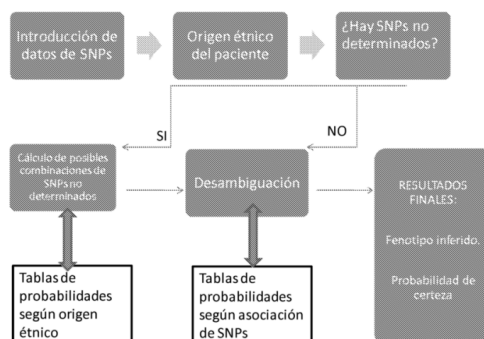 Introducción de
datos de SNPs
Origen étnico
del paciente
¿Hay SNPs no
determinados?
SI
NO
Cálculo de posibles
combinaciones de
SNPs no
determinados
Desambiguación
RESULTADOS
FINALES:
Fenotipo inferido.
Probabilidad de
certeza
Tablas de
probabilidades
según origen
étnico
Tablas de
probabilidades
según asociación
de SNPs